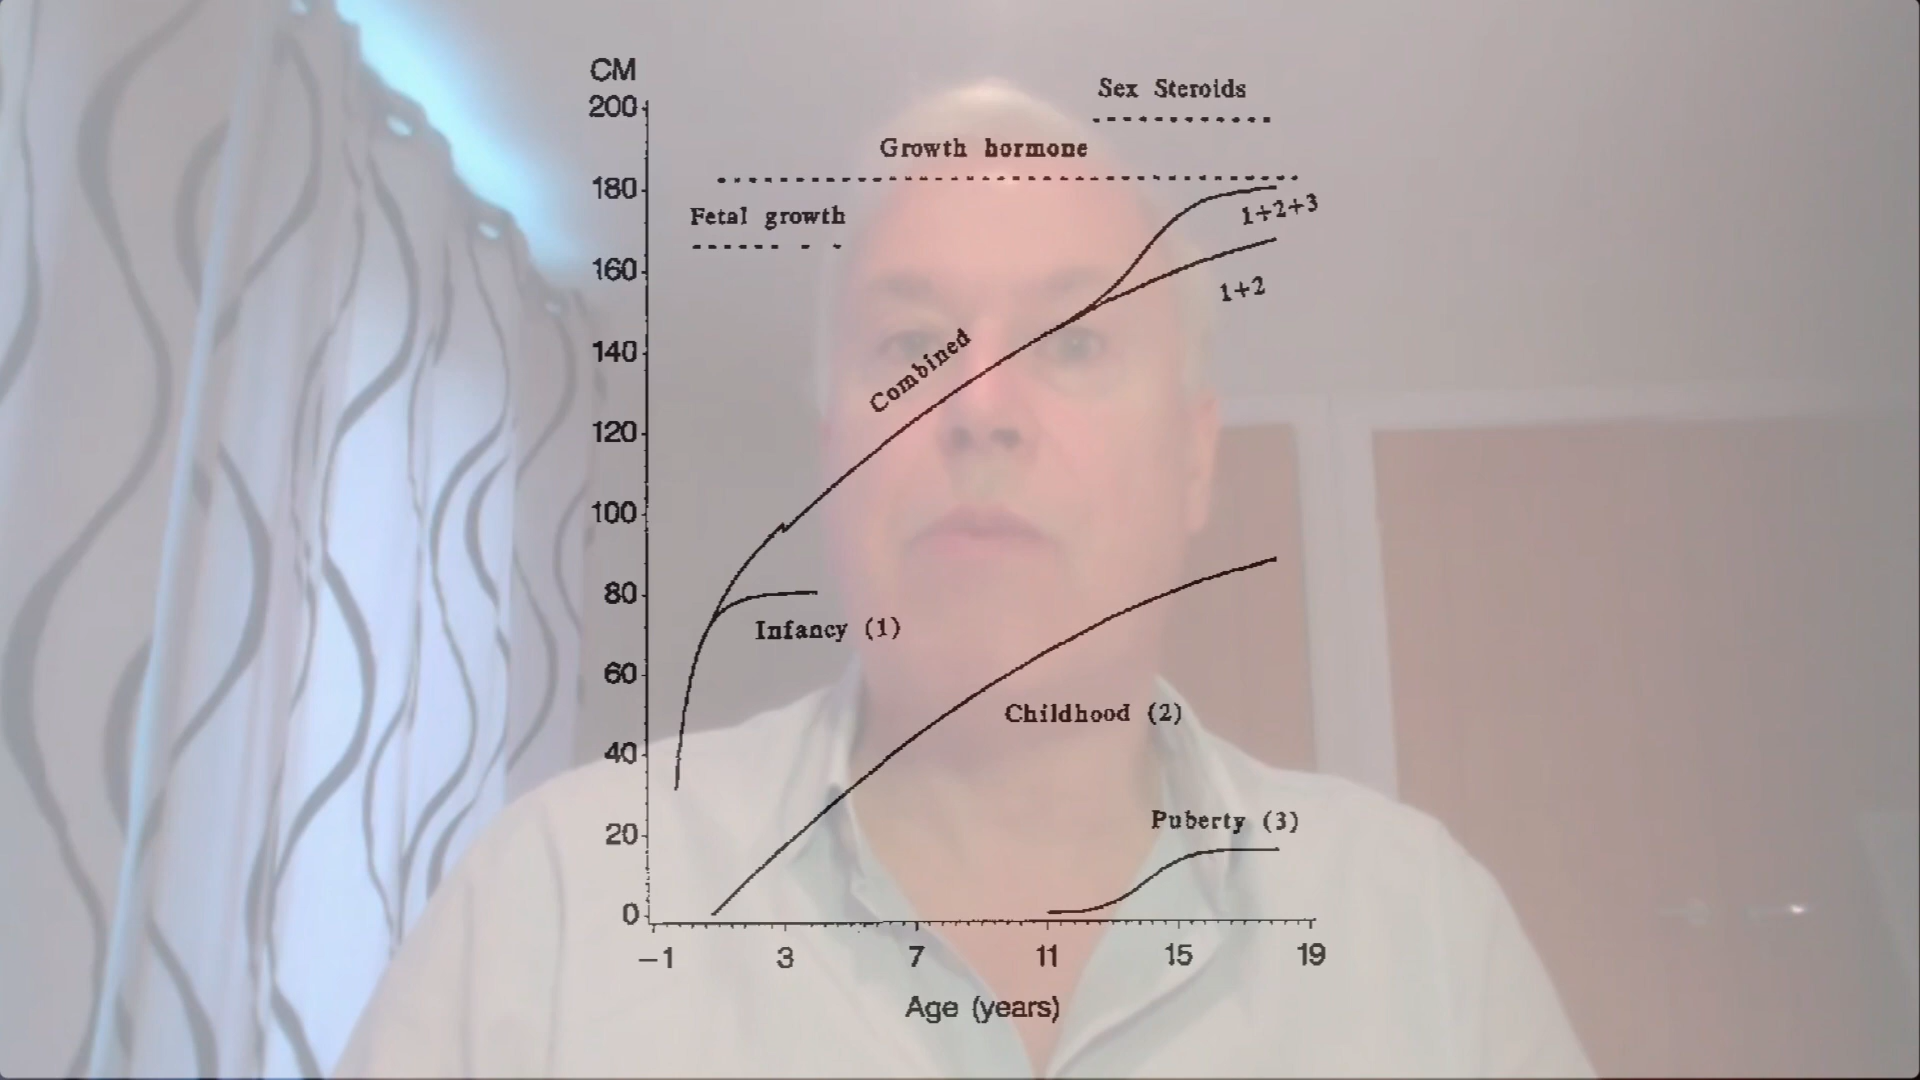 CM
200
Sex Steroids
Growth hormone
180
Fetal growth
1+2+3
160
1+2
140
Combined
120
100
80
Infancy (1)
60
Childhood (2)
40
20
Puberty (3)
0
−1 3 7 11 15 19
Age (years)